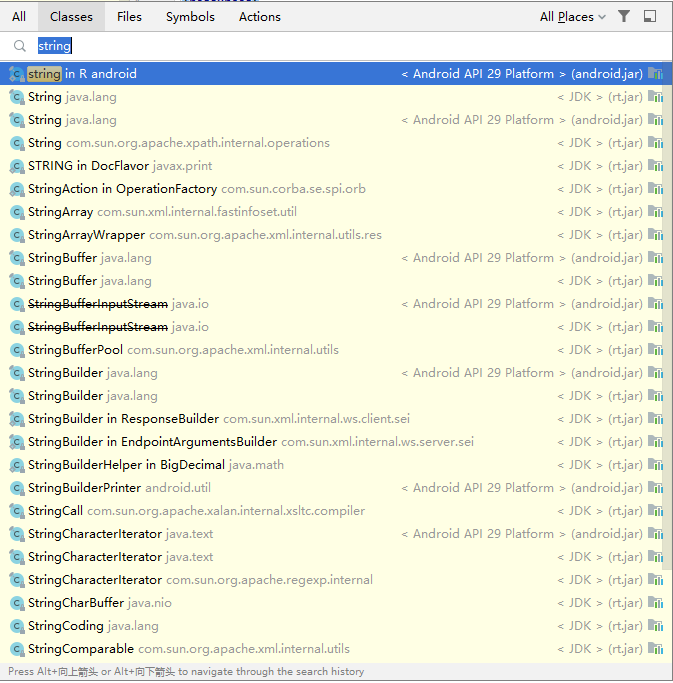 All Classes Files Symbols Actions All Places
string
string in R android < Android API 29 Platform > (android.jar)
String java.lang < JDK > (rt.jar)
String java.lang < Android API 29 Platform > (android.jar)
String com.sun.org.apache.xpath.internal.operations < JDK > (rt.jar)
STRING in DocFlavor javax.print < JDK > (rt.jar)
StringAction in OperationFactory com.sun.corba.se.spi.orb < JDK > (rt.jar)
StringArray com.sun.xml.internal.fastinfoset.util < JDK > (rt.jar)
StringArrayWrapper com.sun.org.apache.xml.internal.utils.res < JDK > (rt.jar)
StringBuffer java.lang < Android API 29 Platform > (android.jar)
StringBuffer java.lang < JDK > (rt.jar)
StringBufferInputStream java.io < Android API 29 Platform > (android.jar)
StringBufferInputStream java.io < JDK > (rt.jar)
StringBufferPool com.sun.org.apache.xml.internal.utils < JDK > (rt.jar)
StringBuilder java.lang < Android API 29 Platform > (android.jar)
StringBuilder java.lang < JDK > (rt.jar)
StringBuilder in ResponseBuilder com.sun.xml.internal.ws.client.sei < JDK > (rt.jar)
StringBuilder in EndpointArgumentsBuilder com.sun.xml.internal.ws.server.sei < JDK > (rt.jar)
StringBuilderHelper in BigDecimal java.math < JDK > (rt.jar)
StringBuilderPrinter android.util < Android API 29 Platform > (android.jar)
StringCall com.sun.org.apache.xalan.internal.xsltc.compiler < JDK > (rt.jar)
StringCharacterIterator java.text < Android API 29 Platform > (android.jar)
StringCharacterIterator java.text < JDK > (rt.jar)
StringCharacterIterator com.sun.org.apache.regexp.internal < JDK > (rt.jar)
StringCharBuffer java.nio < JDK > (rt.jar)
StringCoding java.lang < JDK > (rt.jar)
StringComparable com.sun.org.apache.xml.internal.utils < JDK > (rt.jar)
Press Alt+向上箭头 or Alt+向下箭头 to navigate through the search history